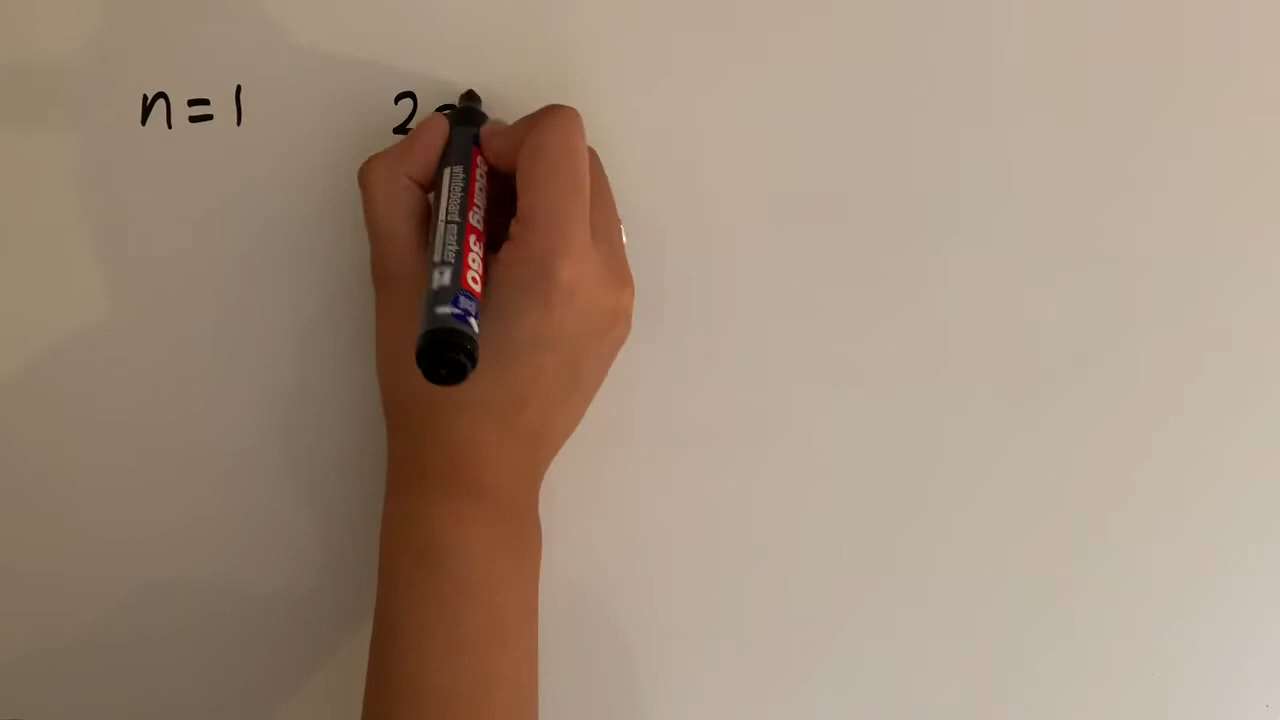 n = 1 2
edding 360
whiteboard marker